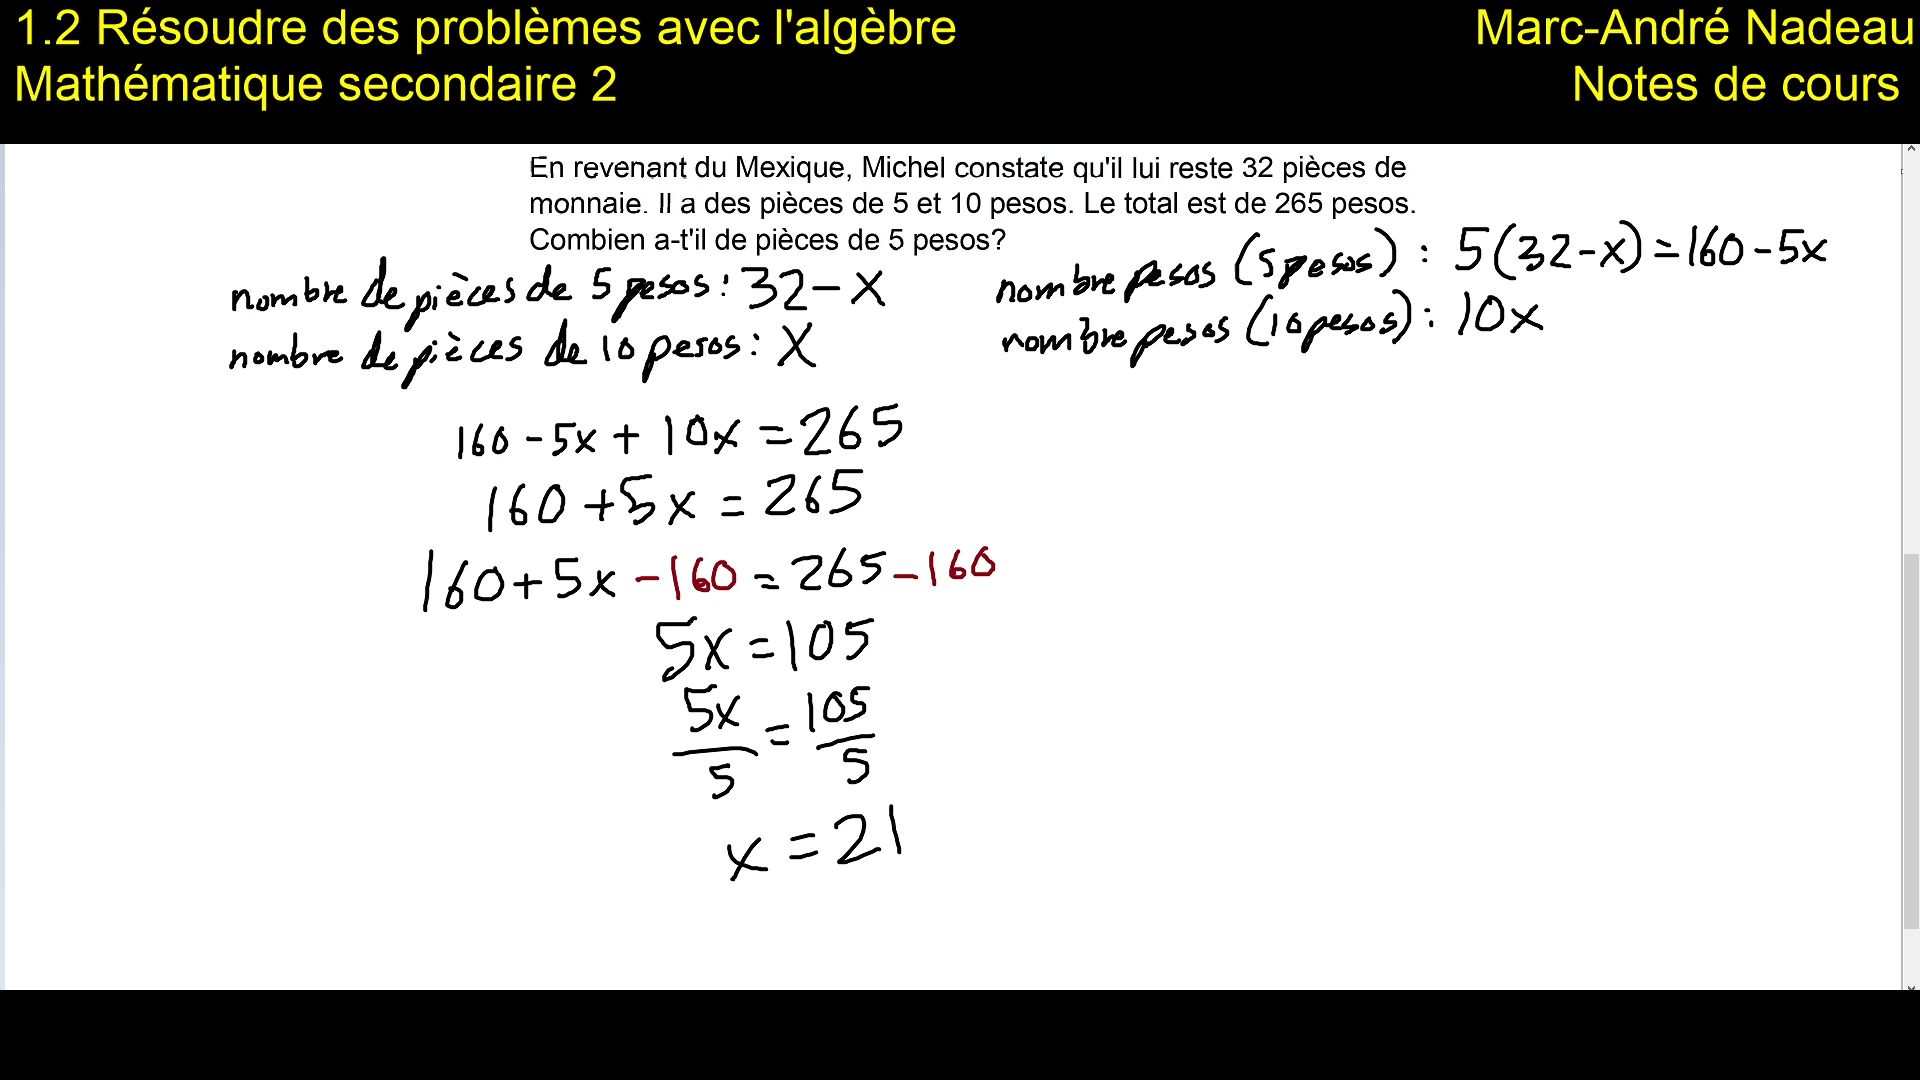 1.2 Résoudre des problèmes avec l'algèbre
Marc-André Nadeau
Mathématique secondaire 2
Notes de cours
En revenant du Mexique, Michel constate qu'il lui reste 32 pièces de
monnaie. Il a des pièces de 5 et 10 pesos. Le total est de 265 pesos.
Combien a-t'il de pièces de 5 pesos?
nombre de pièces de 5 pesos : 32-x
nombre de pièces de 10 pesos : x
nombre pesos (5 pesos) : 5(32-x)=160-5x
nombre pesos (10 pesos) : 10x
160-5x+10x=265
160+5x=265
160+5x-160=265-160
5x=105
5x/5=105/5
x=21